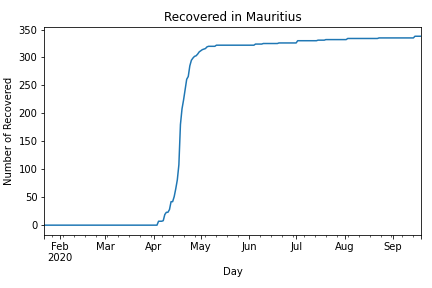 Recovered in Mauritius
Number of Recovered
350
300
250
200
150
100
50
0
Feb Mar Apr May Jun Jul Aug Sep
2020
Day